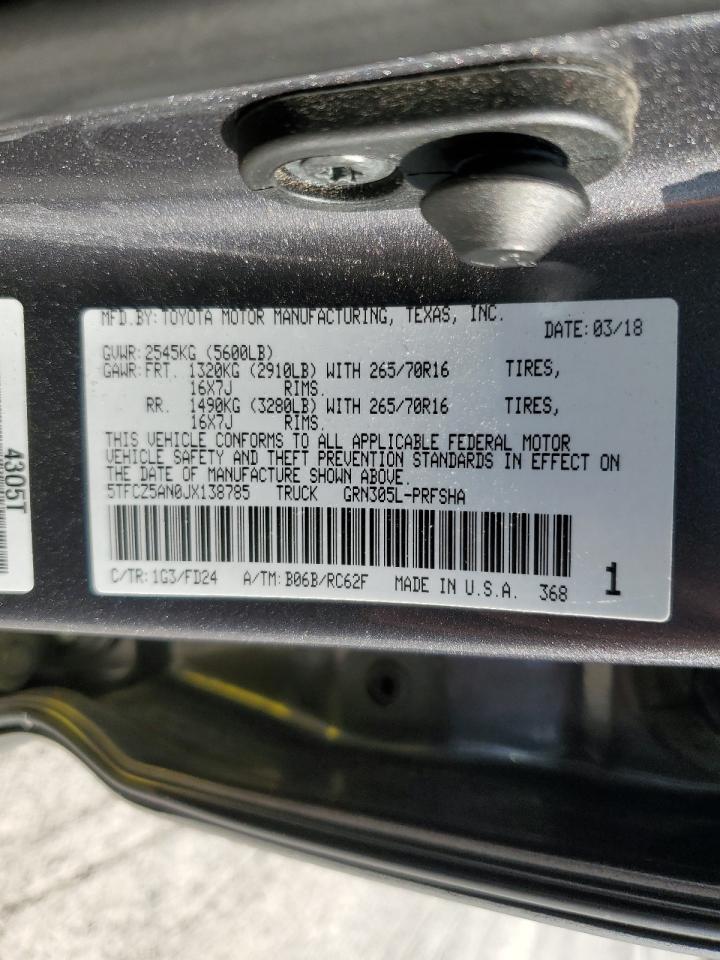 MFD.BY:TOYOTA MOTOR MANUFACTURING, TEXAS, INC.
DATE:03/18
GVWR:2545KG (5600LB)
GAWR:FRT. 1320KG (2910LB) WITH 265/70R16 TIRES,
16X7J RIMS.
RR. 1490KG (3280LB) WITH 265/70R16 TIRES,
16X7J RIMS.
THIS VEHICLE CONFORMS TO ALL APPLICABLE FEDERAL MOTOR
VEHICLE SAFETY AND THEFT PREVENTION STANDARDS IN EFFECT ON
THE DATE OF MANUFACTURE SHOWN ABOVE.
5TFCZ5AN0JX138785 TRUCK GRN305L-PRFSHA
C/TR:1G3/FD24 A/TM:B06B/RC62F MADE IN U.S.A. 368 1
4305T